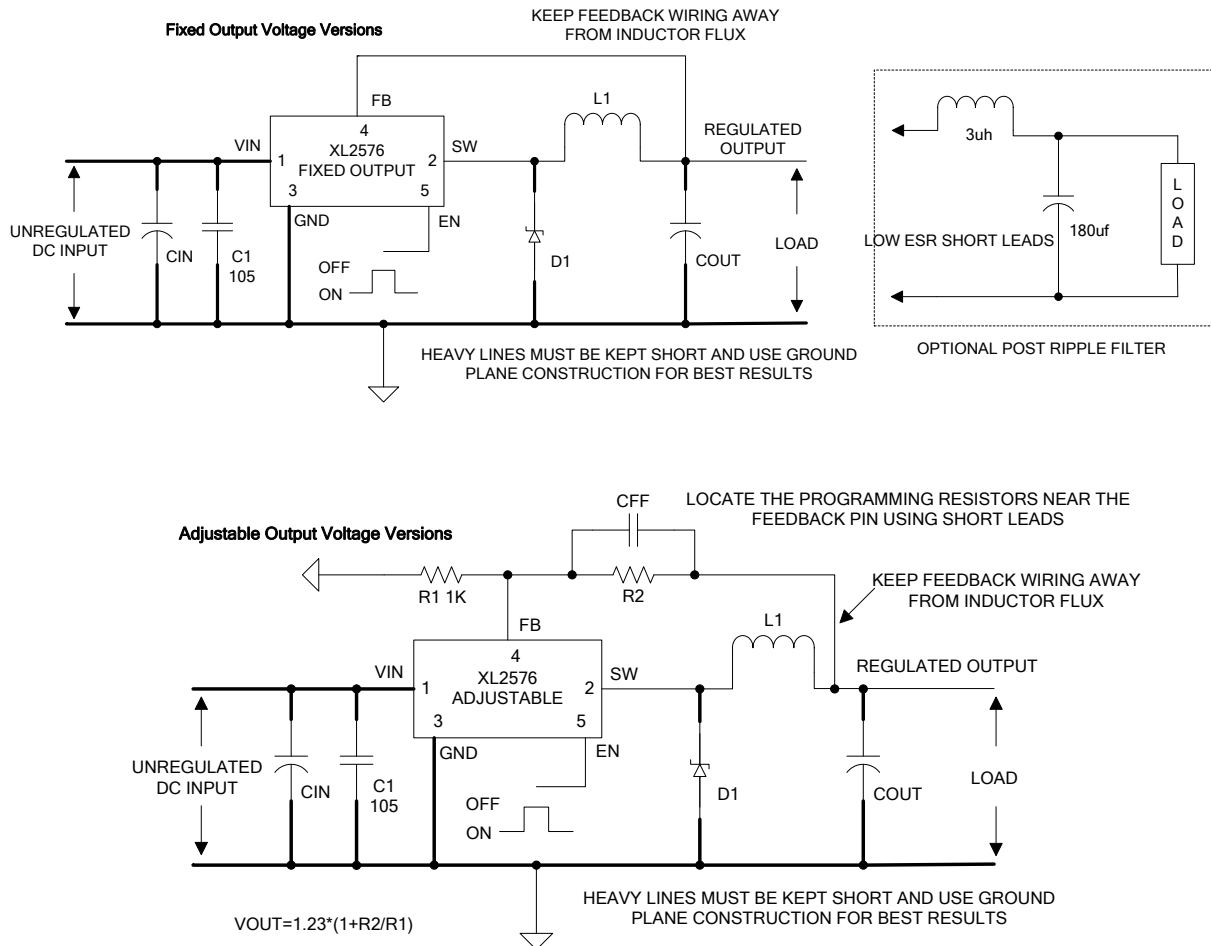 Fixed Output Voltage Versions
KEEP FEEDBACK WIRING AWAY
FROM INDUCTOR FLUX
FB
4
XL2576
FIXED OUTPUT
VIN
1
2
SW
3
5
GND
EN
L1
REGULATED
OUTPUT
UNREGULATED
DC INPUT
CIN
C1
105
OFF
ON
D1
COUT
LOAD
HEAVY LINES MUST BE KEPT SHORT AND USE GROUND
PLANE CONSTRUCTION FOR BEST RESULTS
3uh
LOW ESR SHORT LEADS
180uf
LOAD
OPTIONAL POST RIPPLE FILTER
Adjustable Output Voltage Versions
CFF
LOCATE THE PROGRAMMING RESISTORS NEAR THE
FEEDBACK PIN USING SHORT LEADS
R1 1K
R2
KEEP FEEDBACK WIRING AWAY
FROM INDUCTOR FLUX
FB
4
XL2576
ADJUSTABLE
VIN
1
2
SW
3
5
GND
EN
L1
REGULATED OUTPUT
UNREGULATED
DC INPUT
CIN
C1
105
OFF
ON
D1
COUT
LOAD
HEAVY LINES MUST BE KEPT SHORT AND USE GROUND
PLANE CONSTRUCTION FOR BEST RESULTS
VOUT=1.23*(1+R2/R1)